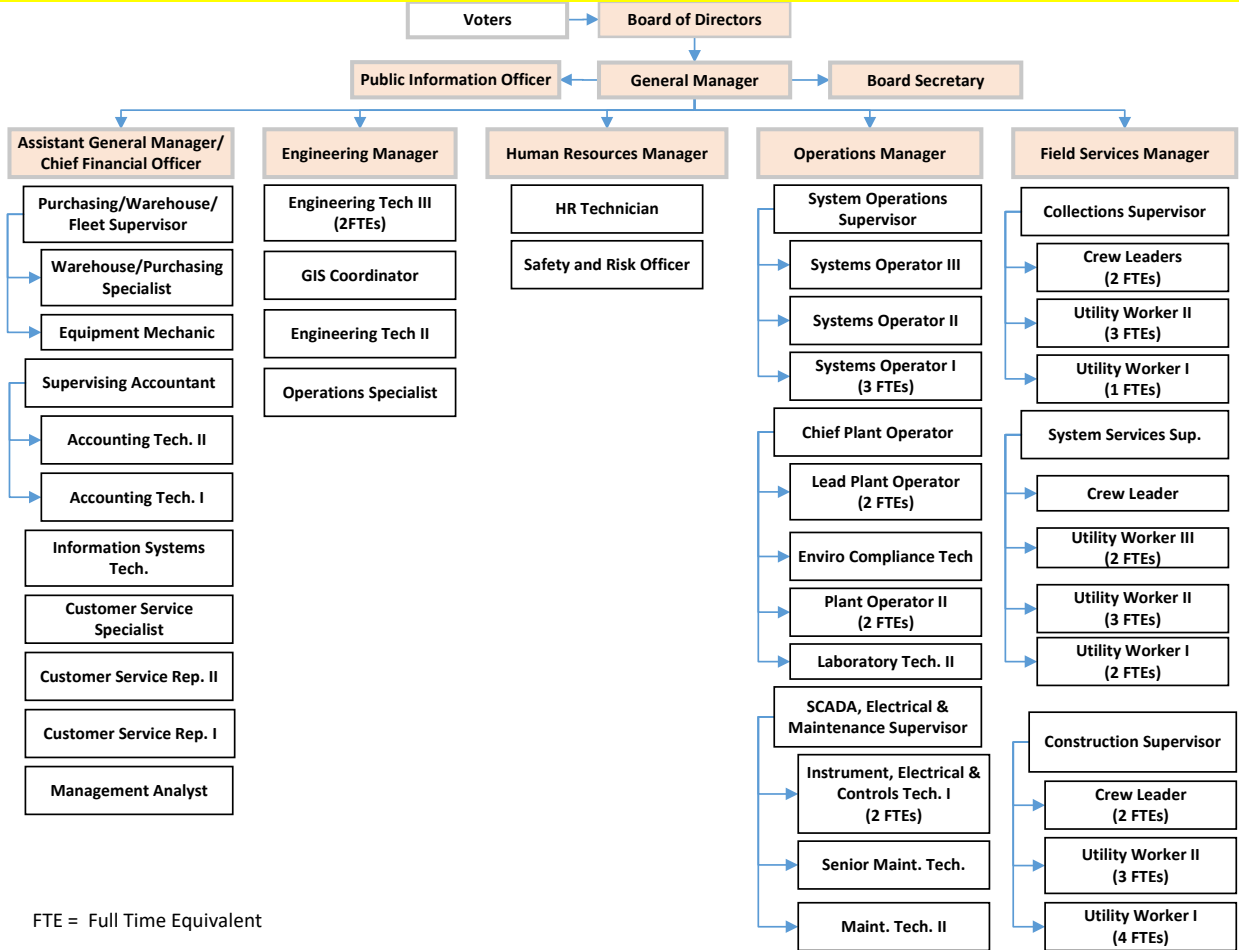 Voters
Board of Directors
Public Information Officer
General Manager
Board Secretary
Assistant General Manager/
Chief Financial Officer
Engineering Manager
Human Resources Manager
Operations Manager
Field Services Manager
Purchasing/Warehouse/
Fleet Supervisor
Warehouse/Purchasing
Specialist
Equipment Mechanic
Supervising Accountant
Accounting Tech. II
Accounting Tech. I
Information Systems
Tech.
Customer Service
Specialist
Customer Service Rep. II
Customer Service Rep. I
Management Analyst
Engineering Tech III
(2FTEs)
GIS Coordinator
Engineering Tech II
Operations Specialist
HR Technician
Safety and Risk Officer
System Operations
Supervisor
Systems Operator III
Systems Operator II
Systems Operator I
(3 FTEs)
Chief Plant Operator
Lead Plant Operator
(2 FTEs)
Enviro Compliance Tech
Plant Operator II
(2 FTEs)
Laboratory Tech. II
SCADA, Electrical &
Maintenance Supervisor
Instrument, Electrical &
Controls Tech. I
(2 FTEs)
Senior Maint. Tech.
Maint. Tech. II
Collections Supervisor
Crew Leaders
(2 FTEs)
Utility Worker II
(3 FTEs)
Utility Worker I
(1 FTEs)
System Services Sup.
Crew Leader
Utility Worker III
(2 FTEs)
Utility Worker II
(3 FTEs)
Utility Worker I
(2 FTEs)
Construction Supervisor
Crew Leader
(2 FTEs)
Utility Worker II
(3 FTEs)
Utility Worker I
(4 FTEs)
FTE = Full Time Equivalent